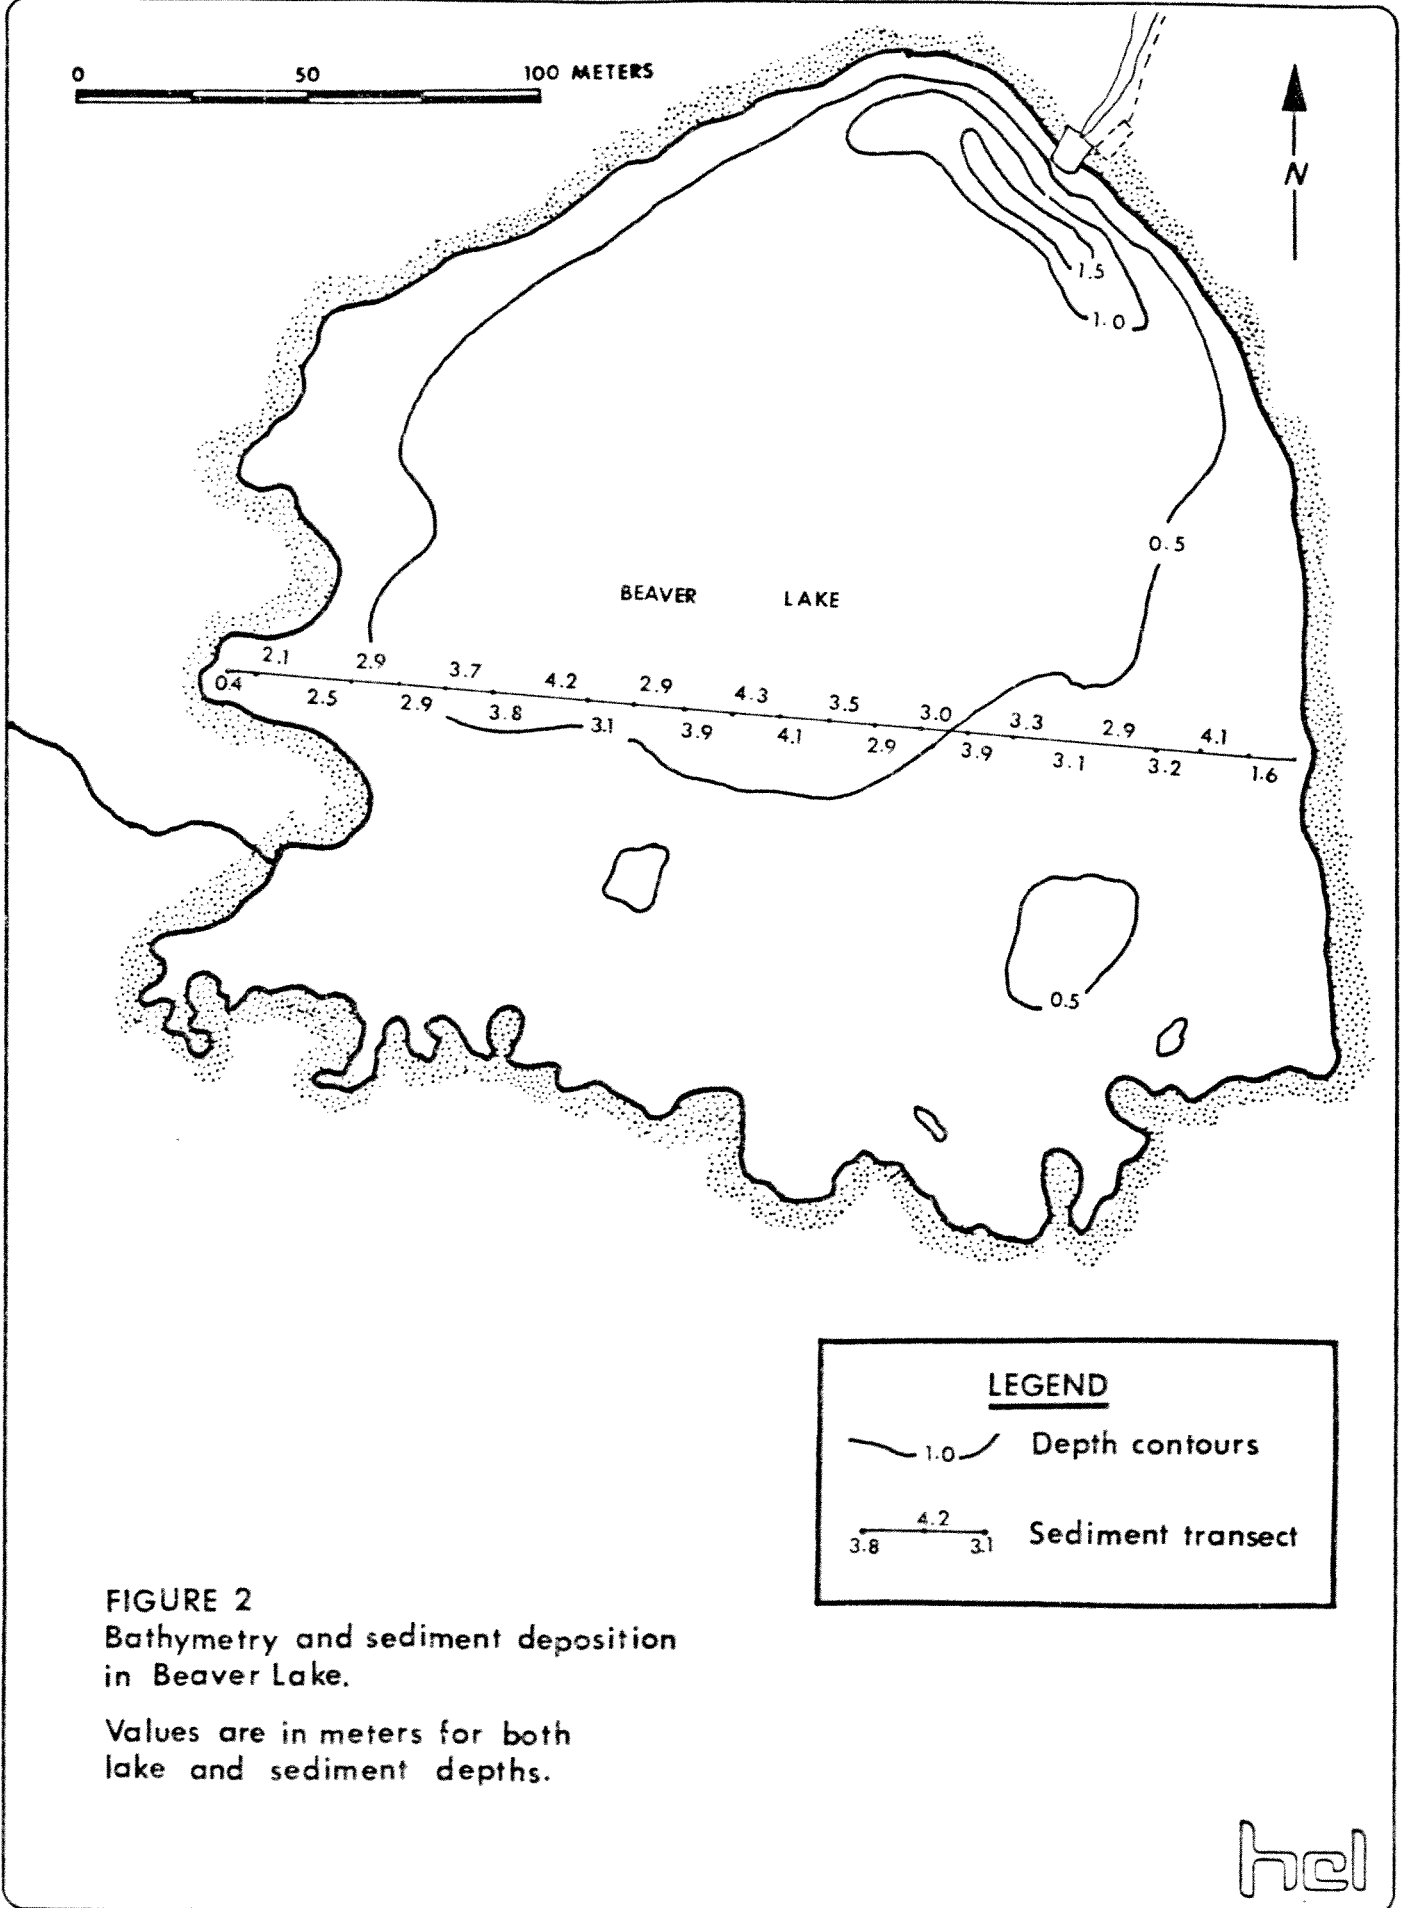 0 50 100 METERS
N
1.5
1.0
0.5
BEAVER LAKE
2.1 2.9 3.7 4.2 2.9 4.3 3.5 3.0 3.3 2.9 4.1
0.4 2.5 2.9 3.8 3.1 3.9 4.1 2.9 3.9 3.1 3.2 1.6
0.5
LEGEND
1.0 Depth contours
4.2
3.8 3.1 Sediment transect
FIGURE 2
Bathymetry and sediment deposition
in Beaver Lake.
Values are in meters for both
lake and sediment depths.
hel